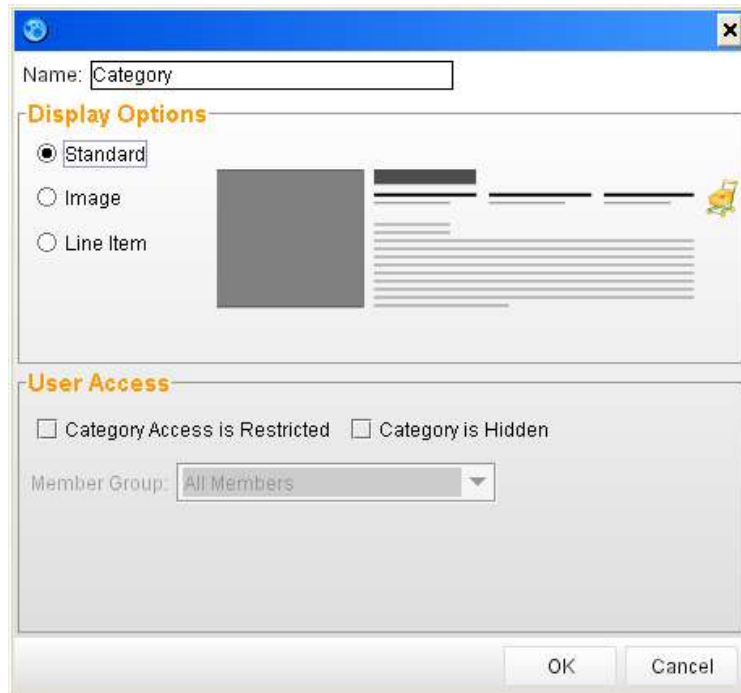 Name: Category
Display Options
Standard
Image
Line Item
User Access
Category Access is Restricted Category is Hidden
Member Group: All Members
OK Cancel